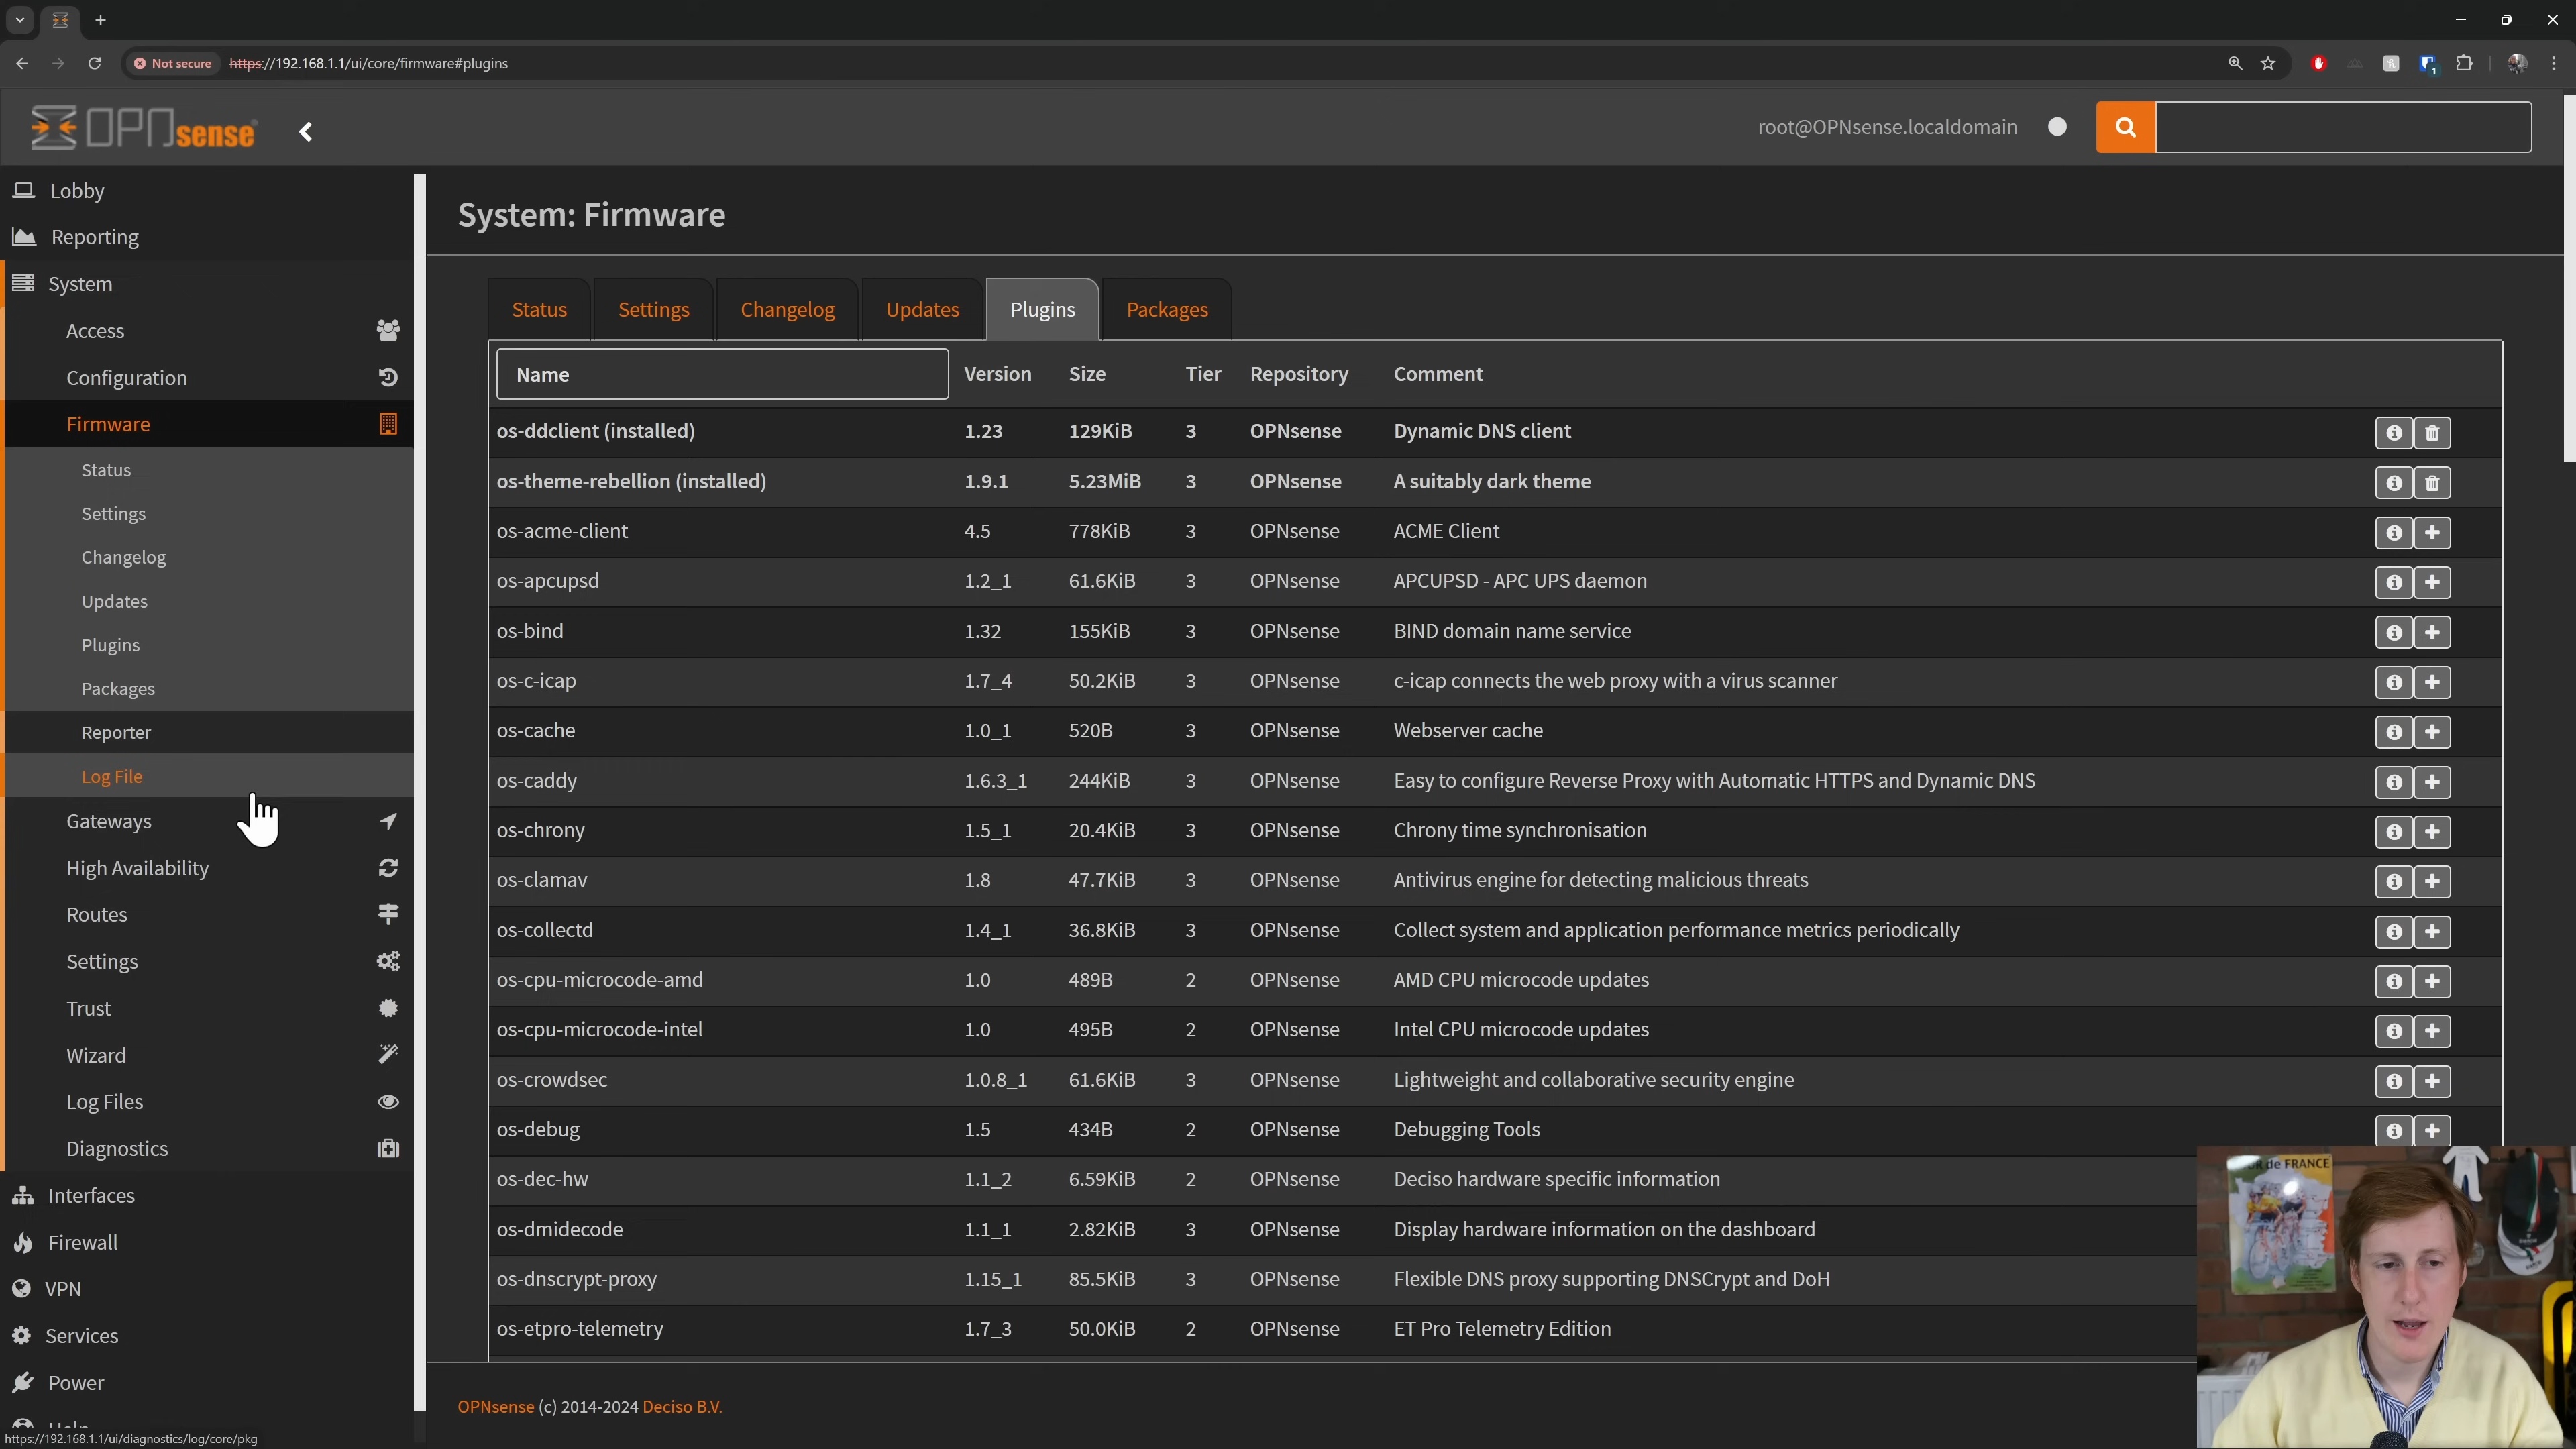 Not secure https://192.168.1.1/ui/core/firmware#plugins
1
OPNsense
root@OPNsense.localdomain
Lobby
Reporting
System
Access
Configuration
Firmware
Status
Settings
Changelog
Updates
Plugins
Packages
Reporter
Log File
Gateways
High Availability
Routes
Settings
Trust
Wizard
Log Files
Diagnostics
Interfaces
Firewall
VPN
Services
Power
https://192.168.1.1/ui/diagnostics/log/core/pkg
System: Firmware
Status Settings Changelog Updates Plugins Packages
Name Version Size Tier Repository Comment
os-ddclient (installed) 1.23 129KiB 3 OPNsense Dynamic DNS client
os-theme-rebellion (installed) 1.9.1 5.23MiB 3 OPNsense A suitably dark theme
os-acme-client 4.5 778KiB 3 OPNsense ACME Client
os-apcupsd 1.2_1 61.6KiB 3 OPNsense APCUPSD - APC UPS daemon
os-bind 1.32 155KiB 3 OPNsense BIND domain name service
os-c-icap 1.7_4 50.2KiB 3 OPNsense c-icap connects the web proxy with a virus scanner
os-cache 1.0_1 520B 3 OPNsense Webserver cache
os-caddy 1.6.3_1 244KiB 3 OPNsense Easy to configure Reverse Proxy with Automatic HTTPS and Dynamic DNS
os-chrony 1.5_1 20.4KiB 3 OPNsense Chrony time synchronisation
os-clamav 1.8 47.7KiB 3 OPNsense Antivirus engine for detecting malicious threats
os-collectd 1.4_1 36.8KiB 3 OPNsense Collect system and application performance metrics periodically
os-cpu-microcode-amd 1.0 489B 2 OPNsense AMD CPU microcode updates
os-cpu-microcode-intel 1.0 495B 2 OPNsense Intel CPU microcode updates
os-crowdsec 1.0.8_1 61.6KiB 3 OPNsense Lightweight and collaborative security engine
os-debug 1.5 434B 2 OPNsense Debugging Tools
os-dec-hw 1.1_2 6.59KiB 2 OPNsense Deciso hardware specific information
os-dmidecode 1.1_1 2.82KiB 3 OPNsense Display hardware information on the dashboard
os-dnscrypt-proxy 1.15_1 85.5KiB 3 OPNsense Flexible DNS proxy supporting DNSCrypt and DoH
os-etpro-telemetry 1.7_3 50.0KiB 2 OPNsense ET Pro Telemetry Edition
OPNsense (c) 2014-2024 Deciso B.V.
de FRANCE